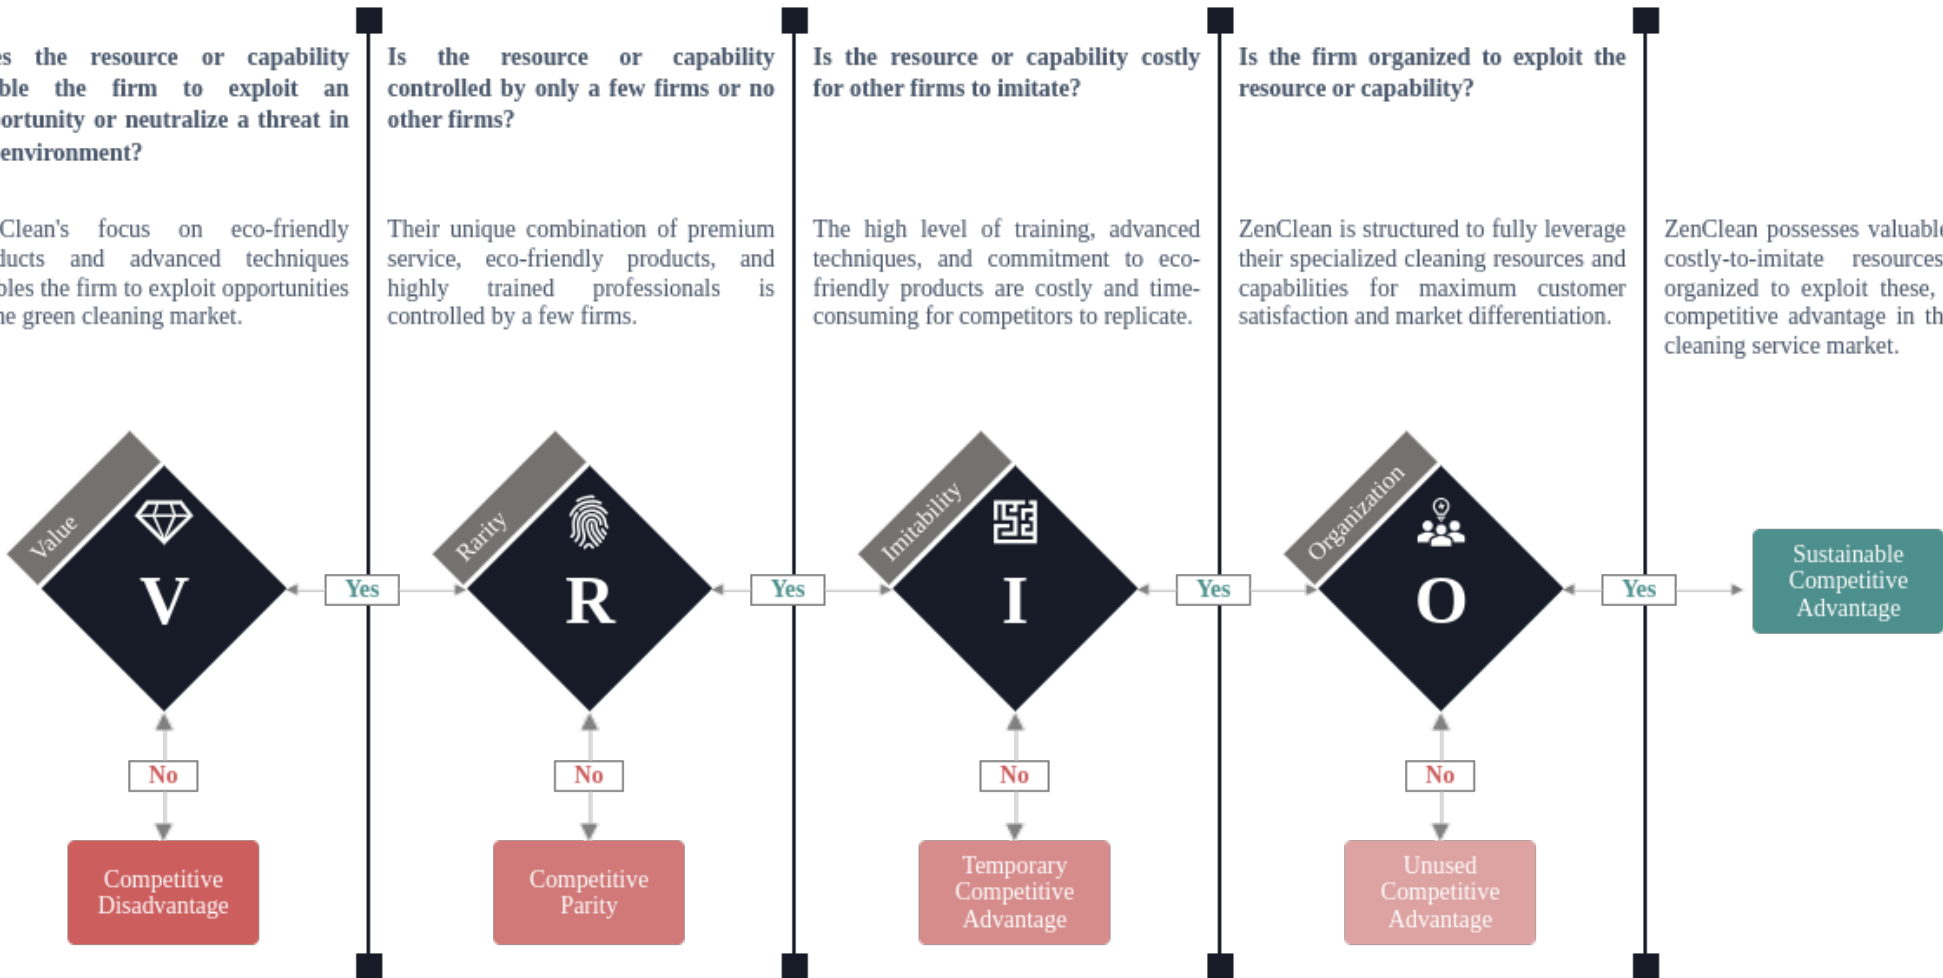 es the resource or capability
ble the firm to exploit an
ortunity or neutralize a threat in
environment?
Clean's focus on eco-friendly
ducts and advanced techniques
bles the firm to exploit opportunities
ne green cleaning market.
Value
V
Yes
No
Competitive
Disadvantage
Is the resource or capability
controlled by only a few firms or no
other firms?
Their unique combination of premium
service, eco-friendly products, and
highly trained professionals is
controlled by a few firms.
Rarity
R
Yes
No
Competitive
Parity
Is the resource or capability costly
for other firms to imitate?
The high level of training, advanced
techniques, and commitment to eco-
friendly products are costly and time-
consuming for competitors to replicate.
Imitability
I
Yes
No
Temporary
Competitive
Advantage
Is the firm organized to exploit the
resource or capability?
ZenClean is structured to fully leverage
their specialized cleaning resources and
capabilities for maximum customer
satisfaction and market differentiation.
Organization
O
Yes
No
Unused
Competitive
Advantage
ZenClean possesses valuable
costly-to-imitate resources
organized to exploit these,
competitive advantage in th
cleaning service market.
Sustainable
Competitive
Advantage